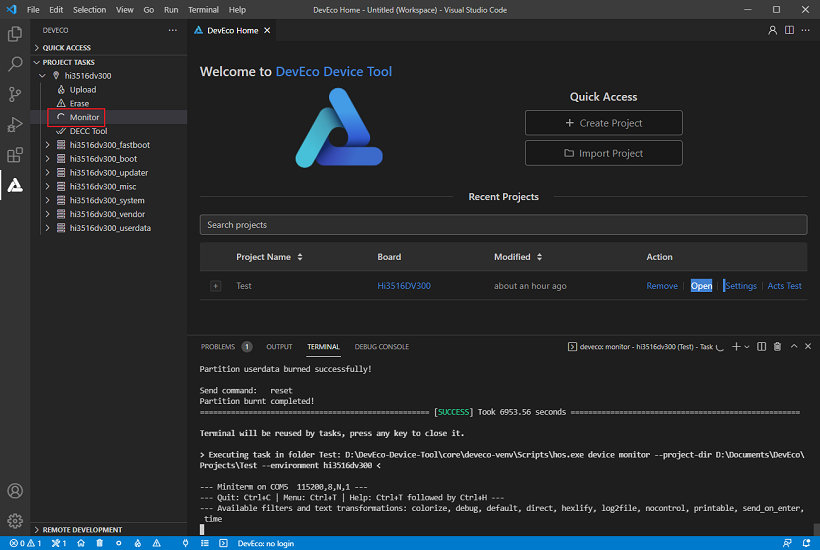 File Edit Selection View Go Run Terminal Help DevEco Home - Untitled (Workspace) - Visual Studio Code
DEVECO ···
QUICK ACCESS
PROJECT TASKS
hi3516dv300
Upload
Erase
Monitor
DECC Tool
hi3516dv300_fastboot
hi3516dv300_boot
hi3516dv300_updater
hi3516dv300_misc
hi3516dv300_system
hi3516dv300_vendor
hi3516dv300_userdata
REMOTE DEVELOPMENT
DevEco Home
Welcome to DevEco Device Tool
Quick Access
+ Create Project
Import Project
Recent Projects
Search projects
Project Name Board Modified Action
+ Test Hi3516DV300 about an hour ago Remove | Open | Settings | Acts Test
PROBLEMS 1 OUTPUT TERMINAL DEBUG CONSOLE deveco: monitor - hi3516dv300 (Test) - Task
Partition userdata burned successfully!
Send command: reset
Partition burnt completed!
==================================================== [SUCCESS] Took 6953.56 seconds ====================================================
Terminal will be reused by tasks, press any key to close it.
> Executing task in folder Test: D:\DevEco-Device-Tool\core\deveco-venv\Scripts\hos.exe device monitor --project-dir D:\Documents\DevEco\
Projects\Test --environment hi3516dv300 <
--- Miniterm on COM5 115200,8,N,1 ---
--- Quit: Ctrl+C | Menu: Ctrl+T | Help: Ctrl+T followed by Ctrl+H ---
--- Available filters and text transformations: colorize, debug, default, direct, hexlify, log2file, nocontrol, printable, send_on_enter,
time
0 1 1 DevEco: no login